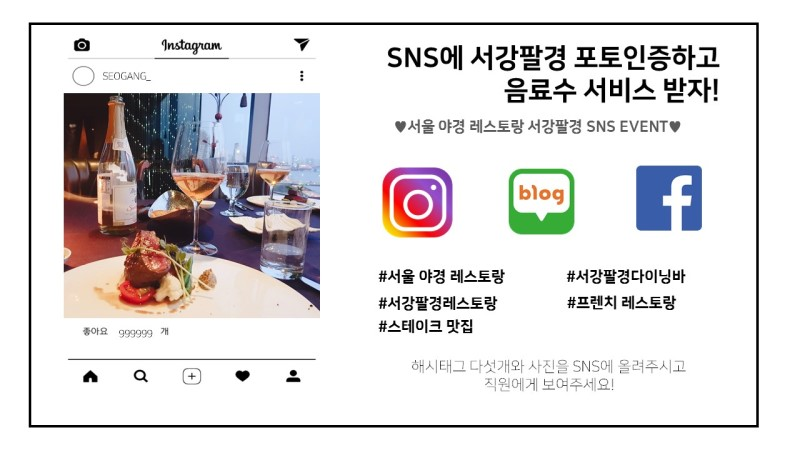 Instagram
SEOGANG_
좋아요 999999 개
SNS에 서강팔경 포토인증하고
음료수 서비스 받자!
♥서울 야경 레스토랑 서강팔경 SNS EVENT♥
blog
#서울 야경 레스토랑 #서강팔경다이닝바
#서강팔경레스토랑 #프렌치 레스토랑
#스테이크 맛집
해시태그 다섯개와 사진을 SNS에 올려주시고
직원에게 보여주세요!